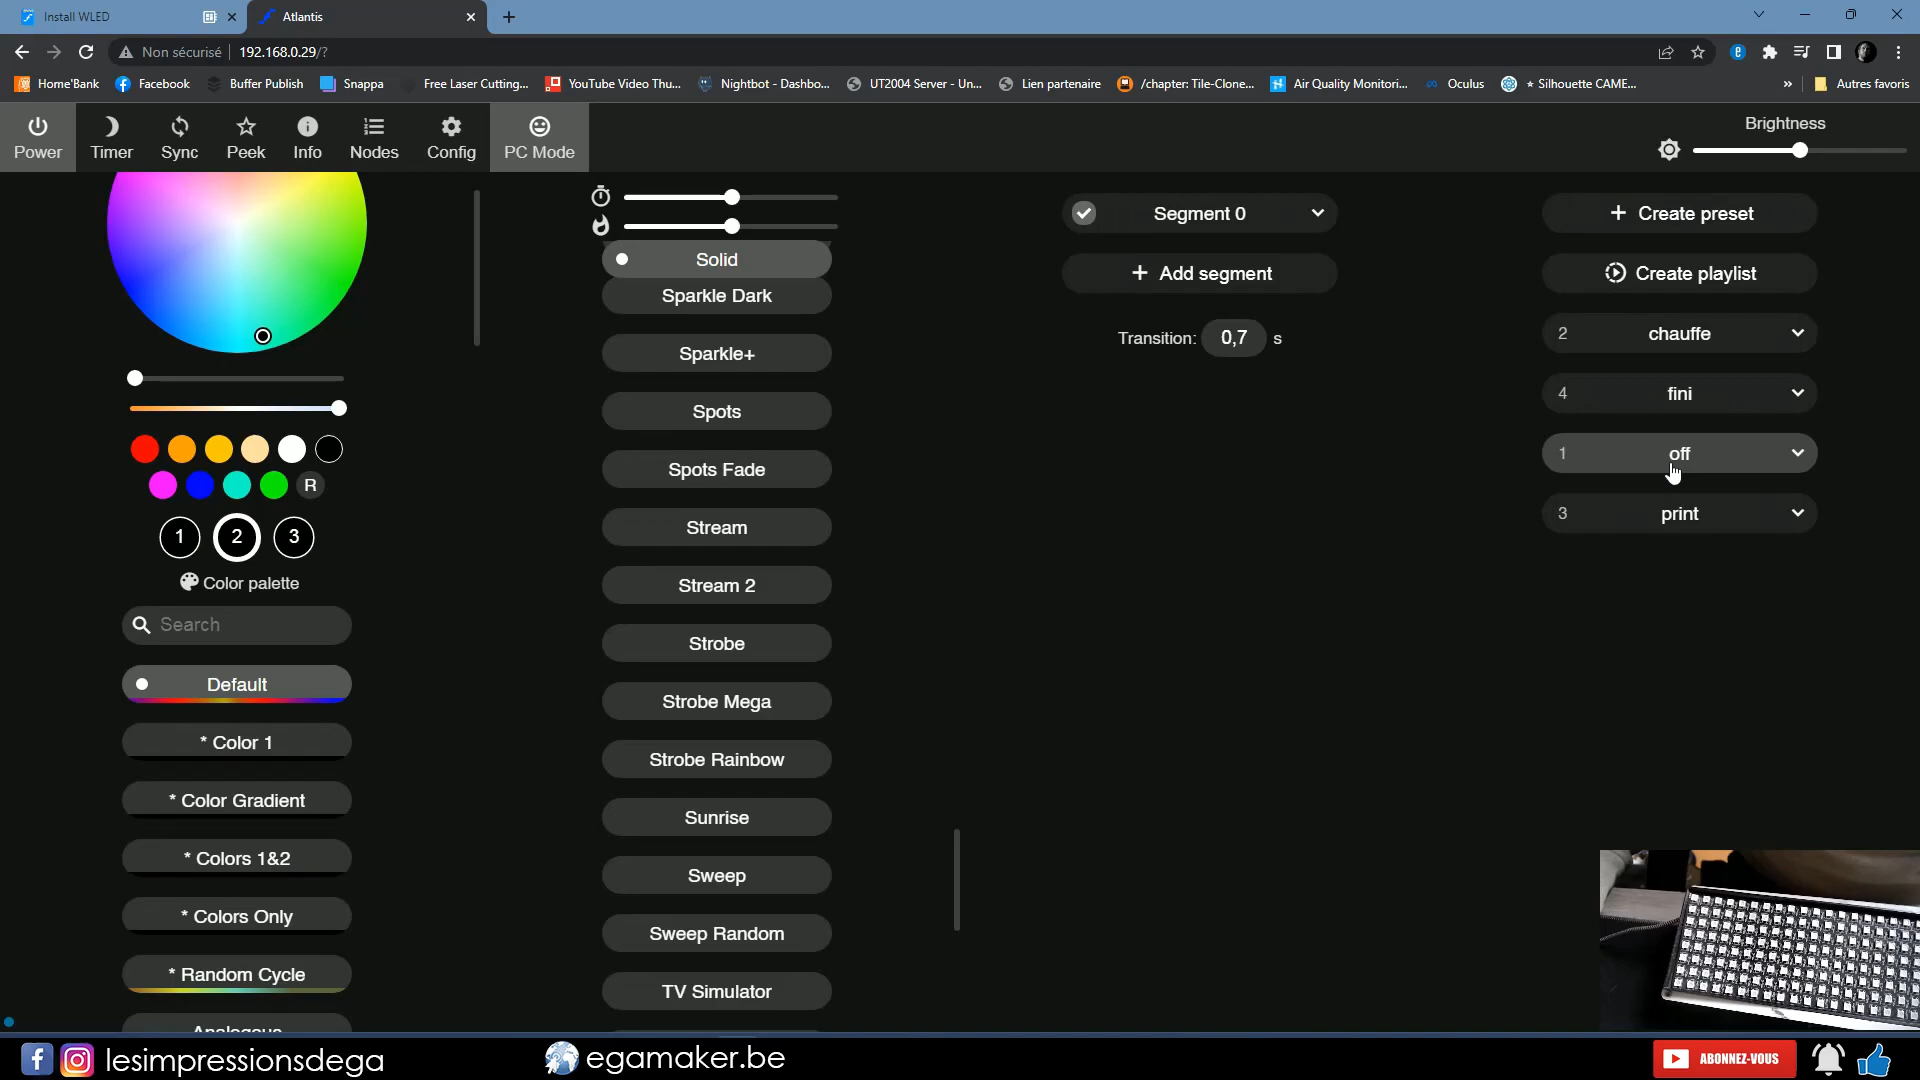 Install WLED
Atlantis
Non sécurisé 192.168.0.29/?
Home'Bank Facebook Buffer Publish Snappa Free Laser Cutting... YouTube Video Thu... Nightbot - Dashbo... UT2004 Server - Un... Lien partenaire /chapter: Tile-Clone... Air Quality Monitori... Oculus ★ Silhouette CAME... » Autres favoris
Power Timer Sync Peek Info Nodes Config PC Mode
Brightness
Solid
Sparkle Dark
Sparkle+
Spots
Spots Fade
Stream
Stream 2
Strobe
Strobe Mega
Strobe Rainbow
Sunrise
Sweep
Sweep Random
TV Simulator
R
1 2 3
Color palette
Search
Default
* Color 1
* Color Gradient
* Colors 1&2
* Colors Only
* Random Cycle
Analogous
Segment 0
+ Add segment
Transition: 0,7 s
+ Create preset
Create playlist
2 chauffe
4 fini
1 off
3 print
lesimpressionsdega
egamaker.be
ABONNEZ-VOUS